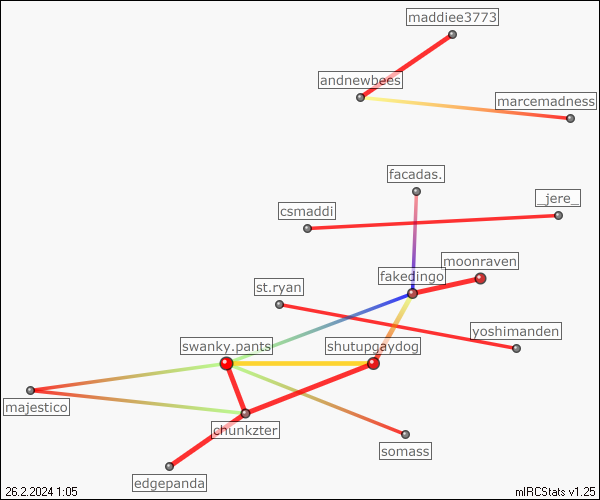 maddiee3773
andnewbees
marcemadness
facadas.
_jere_
csmaddi
moonraven
fakedingo
st.ryan
yoshimanden
swanky.pants
shutupgaydog
majestico
chunkzter
somass
edgepanda
26.2.2024 1:05
mIRCStats v1.25